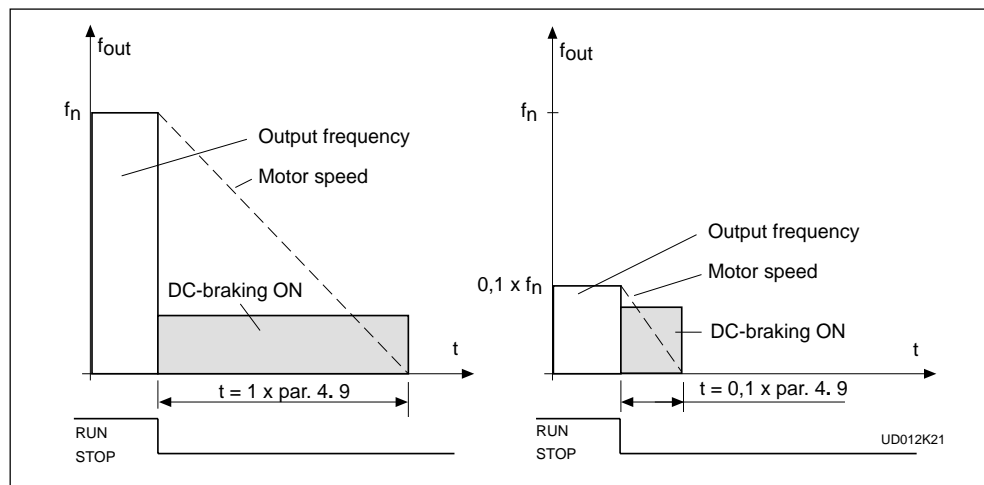 fout
fn
Output frequency
Motor speed
DC-braking ON
t
t = 1 x par. 4. 9
RUN
STOP
fout
fn
Output frequency
Motor speed
0,1 x fn
DC-braking ON
t
t = 0,1 x par. 4. 9
RUN
STOP
UD012K21